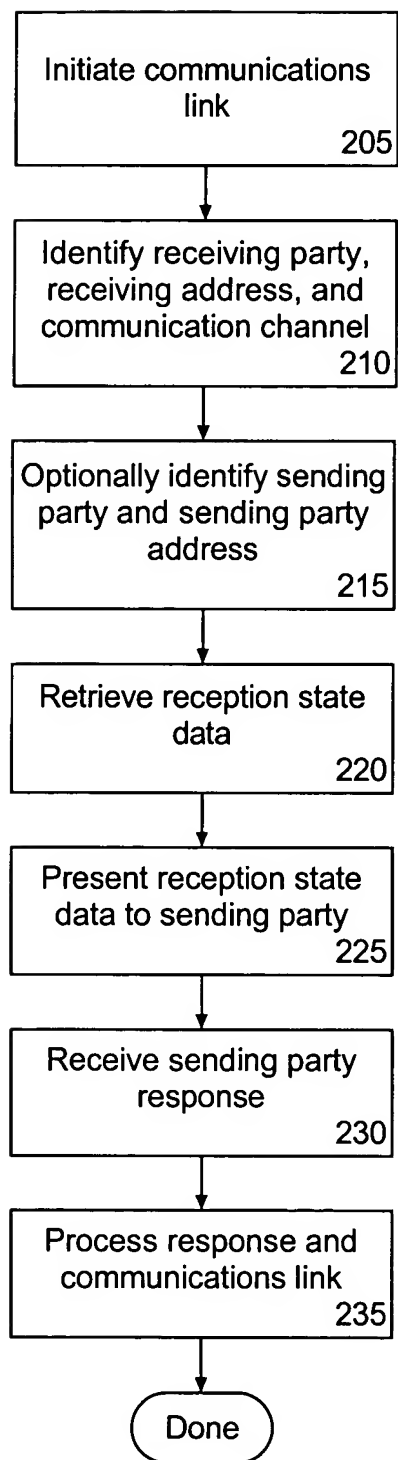 Initiate communications
link
205
Identify receiving party,
receiving address, and
communication channel
210
Optionally identify sending
party and sending party
address
215
Retrieve reception state
data
220
Present reception state
data to sending party
225
Receive sending party
response
230
Process response and
communications link
235
Done